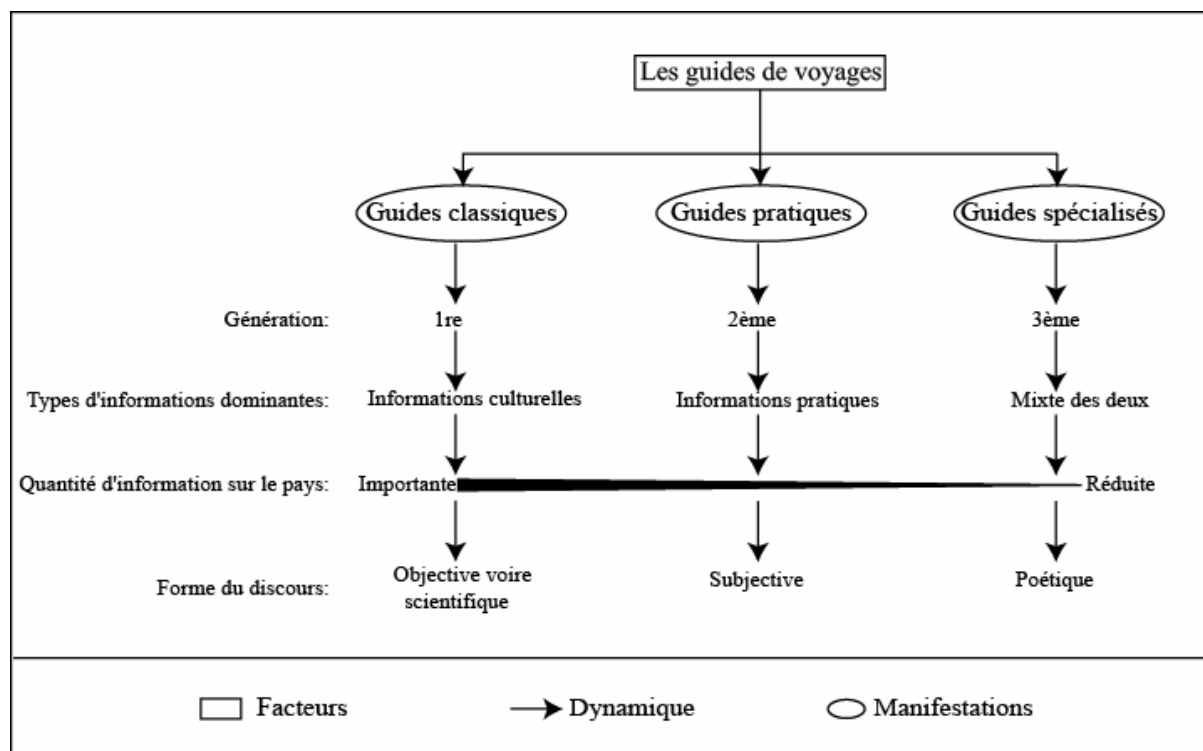 Les guides de voyages
Guides classiques Guides pratiques Guides spécialisés
Génération: 1re 2ème 3ème
Types d'informations dominantes: Informations culturelles Informations pratiques Mixte des deux
Quantité d'information sur le pays: Importante Réduite
Forme du discours: Objective voire Subjective Poétique
scientifique
Facteurs Dynamique Manifestations